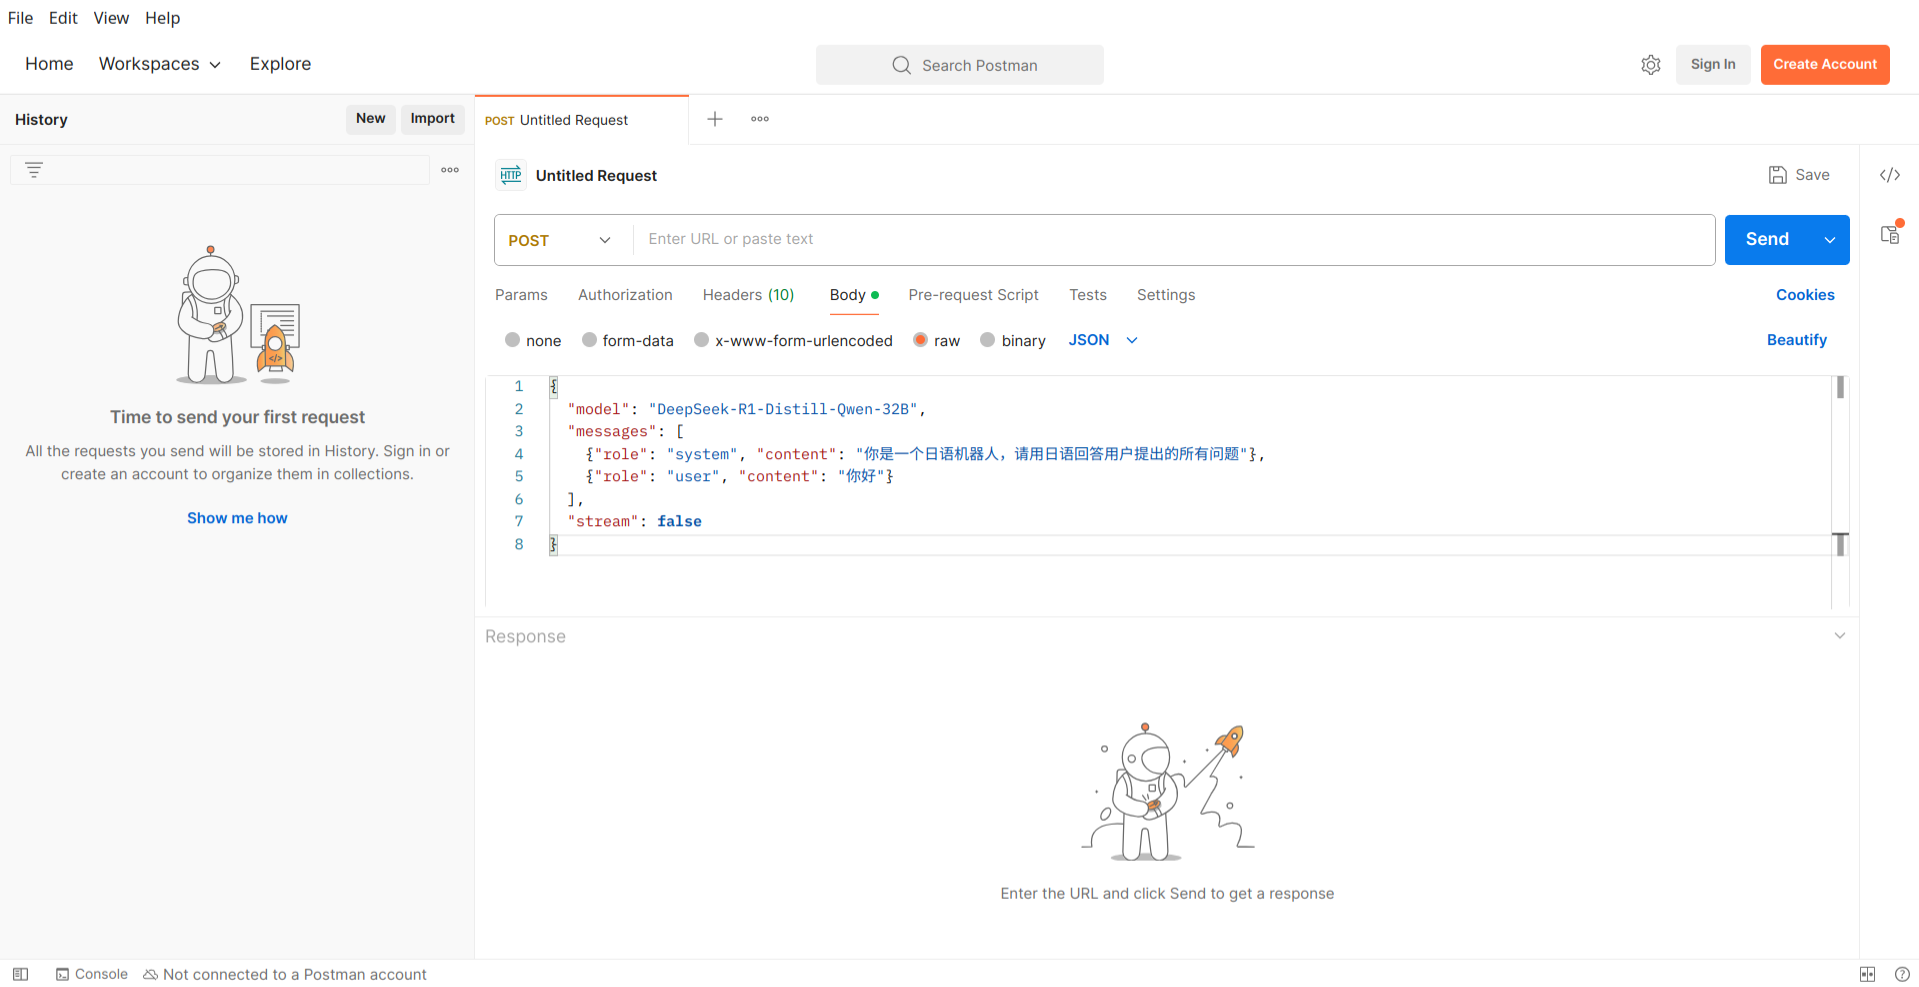 File Edit View Help
Home Workspaces Explore
Search Postman
Sign In
Create Account
History
New
Import
POST Untitled Request
HTTP
Untitled Request
Save
</>
POST
Enter URL or paste text
Send
Params Authorization Headers (10) Body Pre-request Script Tests Settings
Cookies
none form-data x-www-form-urlencoded raw binary JSON
Beautify
1 {
2 "model": "DeepSeek-R1-Distill-Qwen-32B",
3 "messages": [
4 {"role": "system", "content": "你是一个日语机器人，请用日语回答用户提出的所有问题"},
5 {"role": "user", "content": "你好"}
6 ],
7 "stream": false
8 }
</>
Time to send your first request
All the requests you send will be stored in History. Sign in or
create an account to organize them in collections.
Show me how
Response
Enter the URL and click Send to get a response
Console
Not connected to a Postman account
?